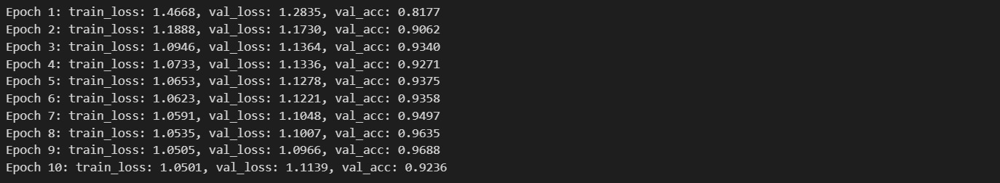 Epoch 1: train_loss: 1.4668, val_loss: 1.2835, val_acc: 0.8177
Epoch 2: train_loss: 1.1888, val_loss: 1.1730, val_acc: 0.9062
Epoch 3: train_loss: 1.0946, val_loss: 1.1364, val_acc: 0.9340
Epoch 4: train_loss: 1.0733, val_loss: 1.1336, val_acc: 0.9271
Epoch 5: train_loss: 1.0653, val_loss: 1.1278, val_acc: 0.9375
Epoch 6: train_loss: 1.0623, val_loss: 1.1221, val_acc: 0.9358
Epoch 7: train_loss: 1.0591, val_loss: 1.1048, val_acc: 0.9497
Epoch 8: train_loss: 1.0535, val_loss: 1.1007, val_acc: 0.9635
Epoch 9: train_loss: 1.0505, val_loss: 1.0966, val_acc: 0.9688
Epoch 10: train_loss: 1.0501, val_loss: 1.1139, val_acc: 0.9236